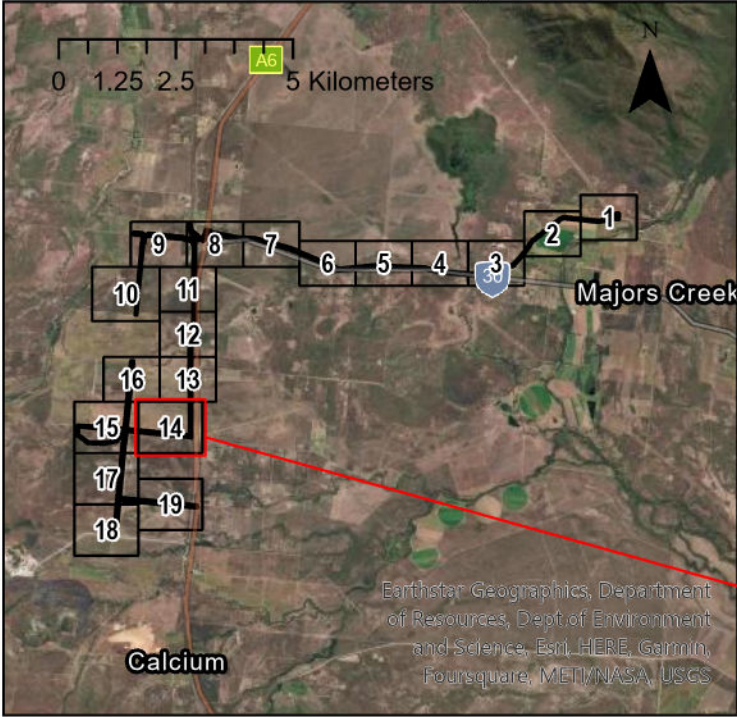 N
A6
0 1.25 2.5 5 Kilometers
1
2
9 8 7
6 5 4 3
30
10 11
Majors Creek
12
16 13
15 14
17
19
18
Earthstar Geographics, Department
of Resources, Dept.of Environment
and Science, Esri, HERE, Garmin,
Foursquare, METI/NASA, USGS
Calcium